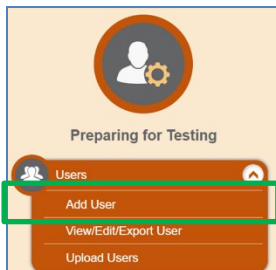 Preparing for Testing
Users
Add User
View/Edit/Export User
Upload Users